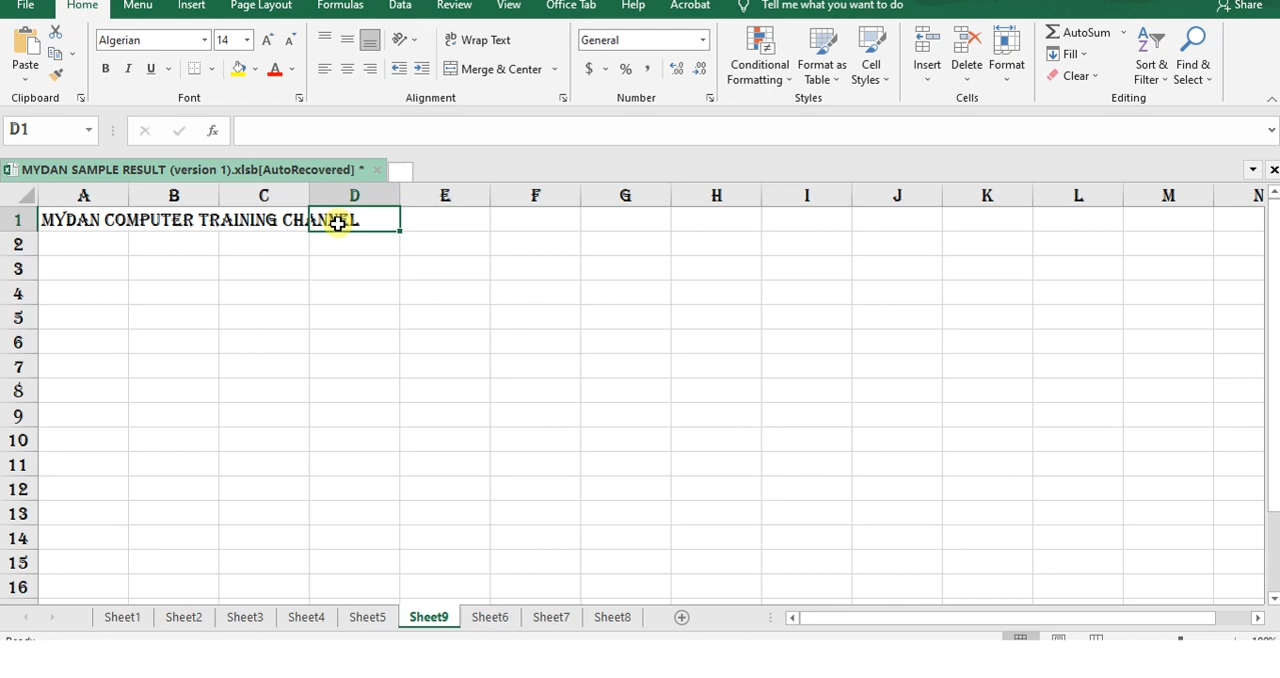 File Home Menu Insert Page Layout Formulas Data Review View Office Tab Help Acrobat Tell me what you want to do Share
Paste
Clipboard
Algerian 14
B I U
Font
Wrap Text
Merge & Center
Alignment
General
$ % ,
Number
Conditional Formatting
Format as Table
Cell Styles
Styles
Insert Delete Format
Cells
AutoSum
Fill
Clear
Sort & Filter
Find & Select
Editing
D1
fx
MYDAN SAMPLE RESULT (version 1).xlsb[AutoRecovered] *
A B C D E F G H I J K L M N
1 MYDAN COMPUTER TRAINING CHANNEL
2
3
4
5
6
7
8
9
10
11
12
13
14
15
16
Sheet1 Sheet2 Sheet3 Sheet4 Sheet5 Sheet9 Sheet6 Sheet7 Sheet8